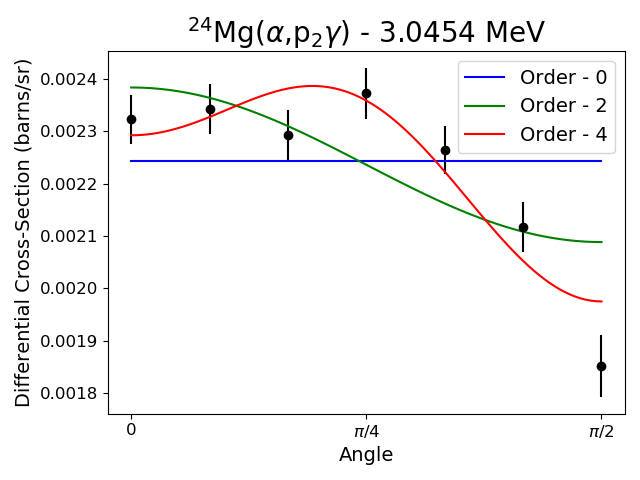 ²⁴Mg(α,p₂γ) - 3.0454 MeV
Differential Cross-Section (barns/sr)
0.0024
0.0023
0.0022
0.0021
0.0020
0.0019
0.0018
Order - 0
Order - 2
Order - 4
0
π/4
π/2
Angle